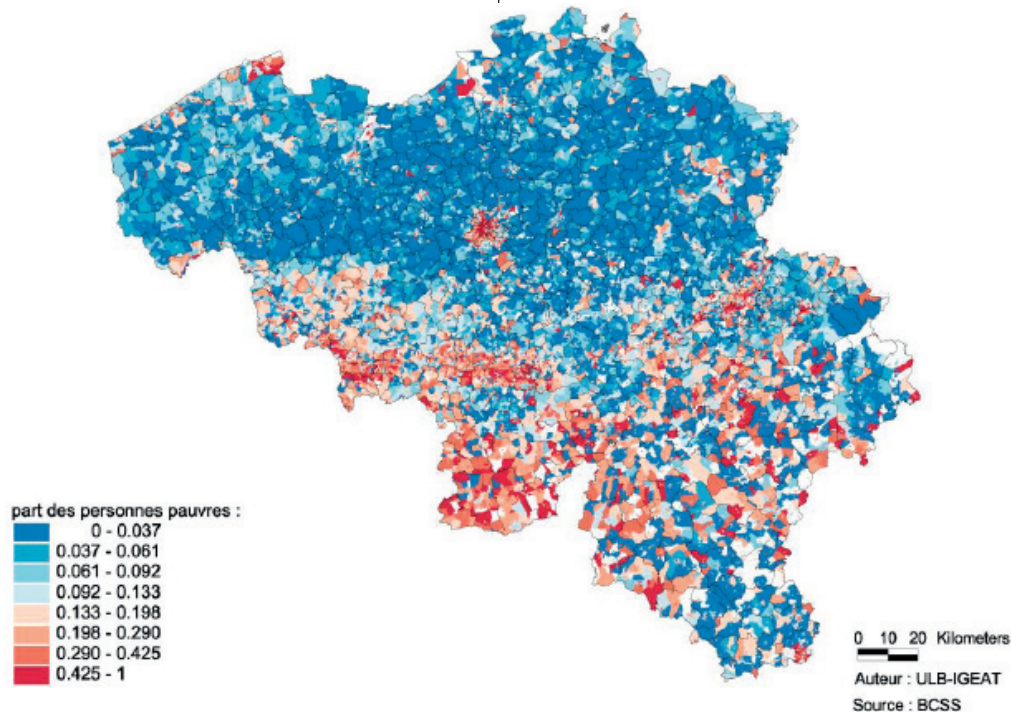 part des personnes pauvres :
0 - 0.037
0.037 - 0.061
0.061 - 0.092
0.092 - 0.133
0.133 - 0.198
0.198 - 0.290
0.290 - 0.425
0.425 - 1
0 10 20 Kilometers
Auteur : ULB-IGEAT
Source : BCSS